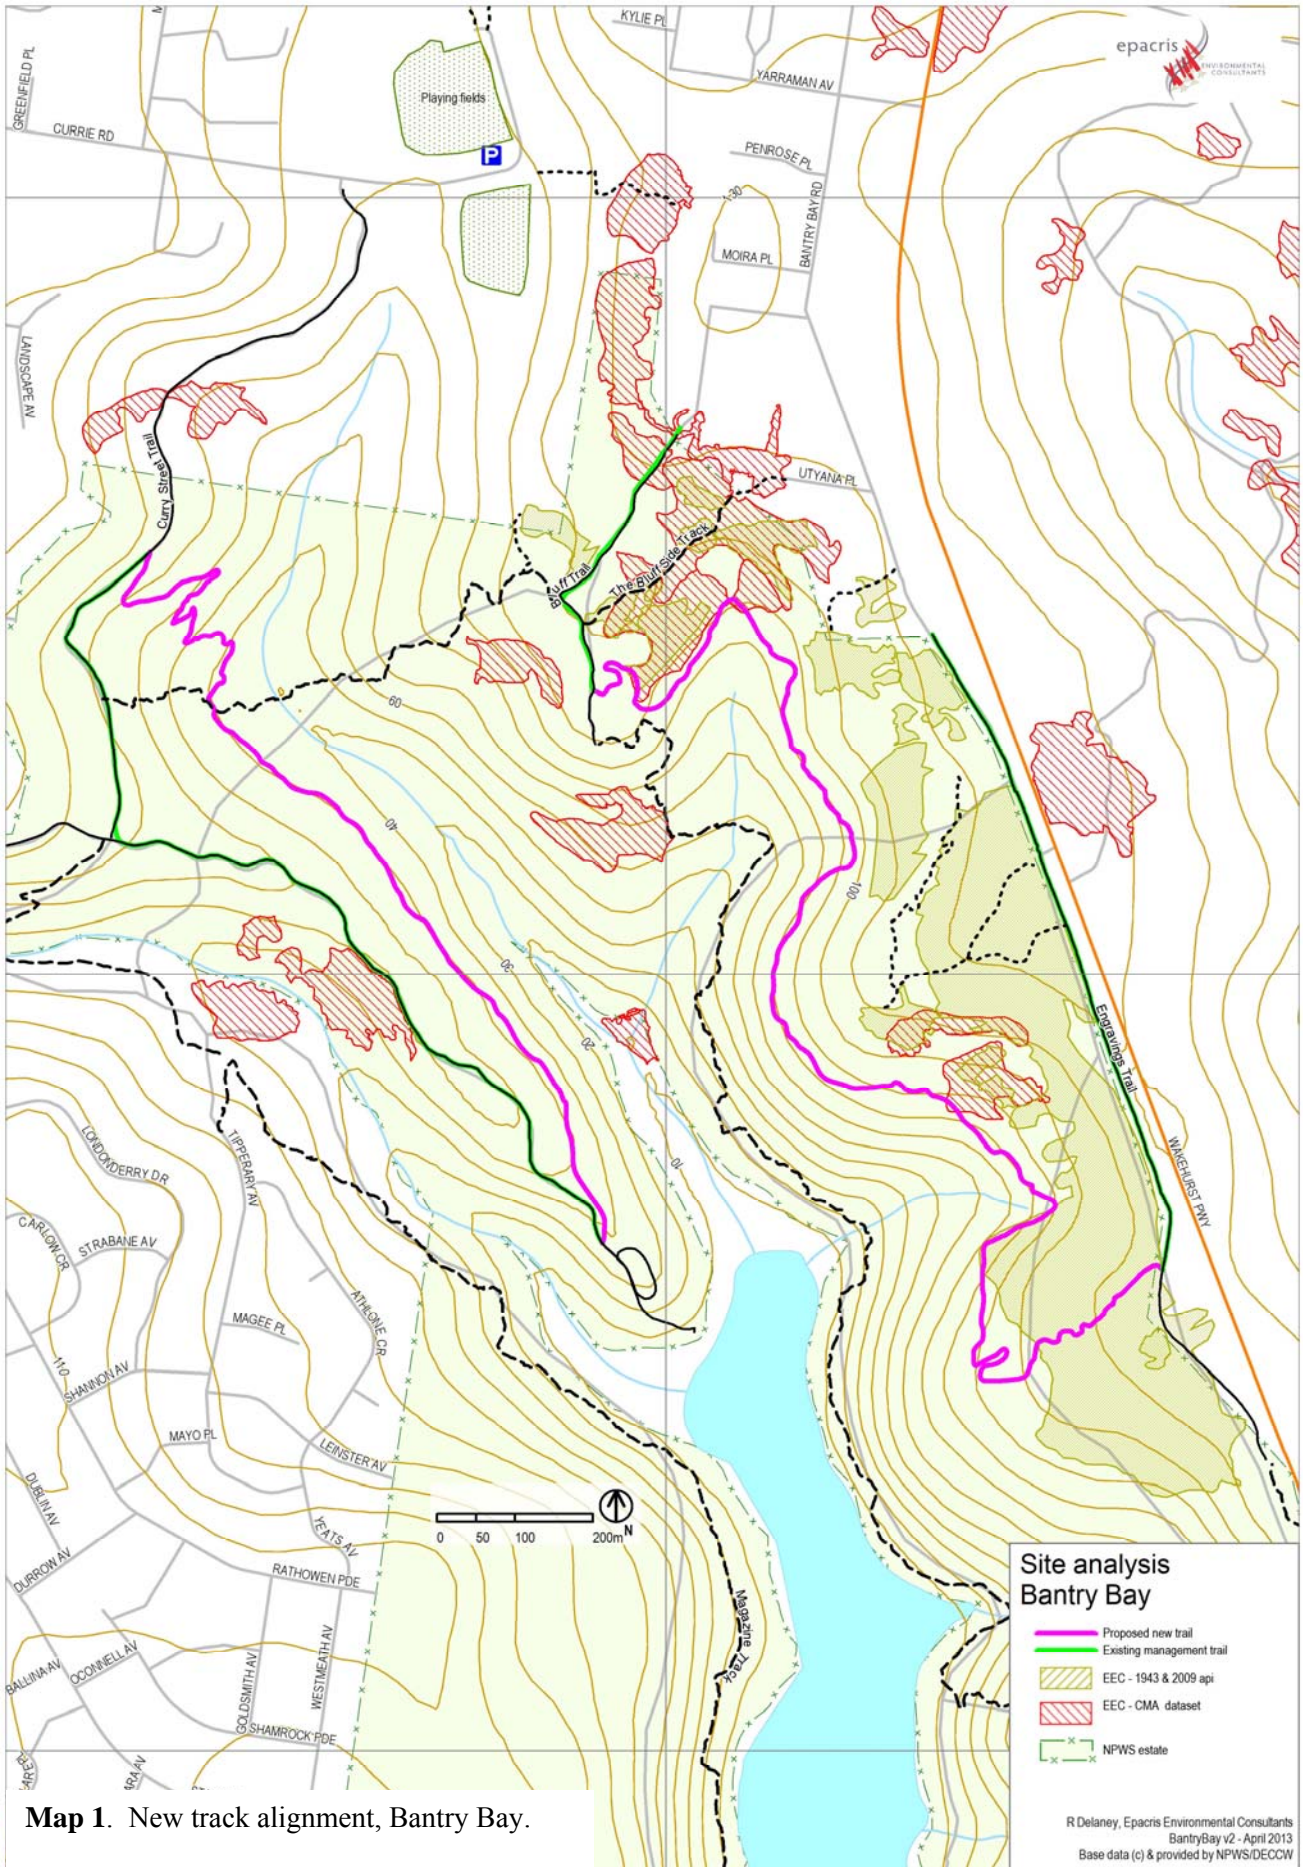 KYLIE PL
epacris
ENVIRONMENTAL
CONSULTANTS
GREENFIELD PL
YARRAMAN AV
Playing fields
CURRIE RD
P
PENROSE PL
BANTRY BAY RD
130
MOIRA PL
LANDSCAPE AV
Curry Street Trail
UTYANA PL
The Bluff Side Track
Bluff Trail
60
40
100
30
20
10
Engravings Trail
WAKEHURST PWY
LONDONDERRY DR
TIPPERARY AV
CARLOW CR
STRABANE AV
ATHLONE CR
MAGEE PL
110
SHANNON AV
MAYO PL
LEINSTER AV
DUBLIN AV
YEATS AV
DURROW AV
RATHOWEN PDE
0 50 100 200m
N
Magazine Track
BALLINA AV
OCONNELL AV
GOLDSMITH AV
WESTMEATH AV
SHAMROCK PDE
ARA AV
Site analysis
Bantry Bay
Proposed new trail
Existing management trail
EEC - 1943 & 2009 api
EEC - CMA dataset
NPWS estate
R Delaney, Epacris Environmental Consultants
BantryBay v2 - April 2013
Base data (c) & provided by NPWS/DECCW
Map 1. New track alignment, Bantry Bay.